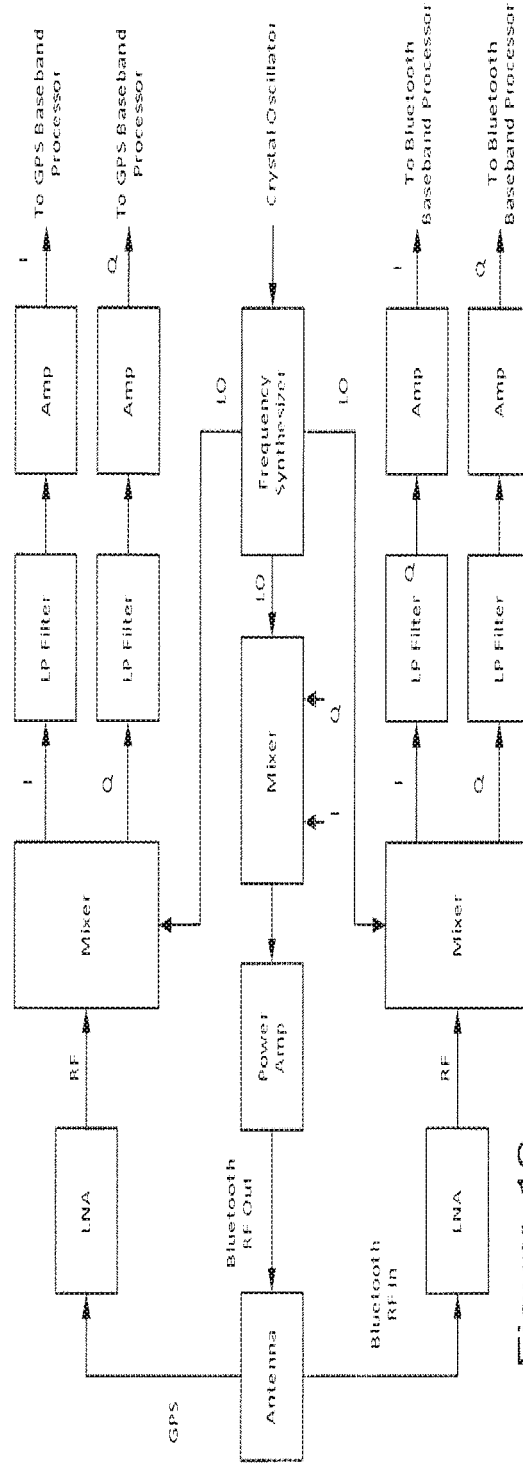 GPS
LNA
RF
Mixer
I
LP Filter
Amp
I
To GPS Baseband
Processor
Q
LP Filter
Amp
Q
To GPS Baseband
Processor
LO
Antenna
Bluetooth
RF Out
Power
Amp
Mixer
I
Q
LO
Frequency
Synthesizer
Crystal Oscillator
LO
Bluetooth
RF In
LNA
RF
Mixer
I
LP Filter
Q
Amp
I
To Bluetooth
Baseband Processor
Q
LP Filter
Amp
Q
To Bluetooth
Baseband Processor